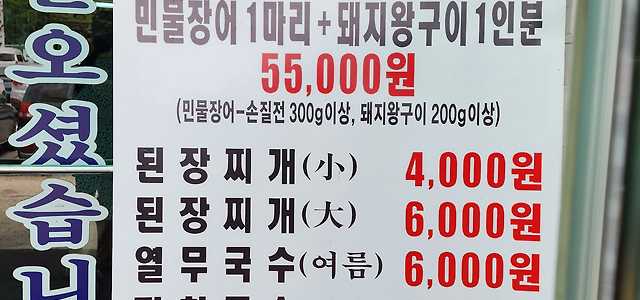 민물장어 1마리 + 돼지왕구이 1인분
55,000원
(민물장어-손질전 300g이상, 돼지왕구이 200g이상)
된장찌개(小) 4,000원
된장찌개(大) 6,000원
열무국수(여름) 6,000원
오셨습니